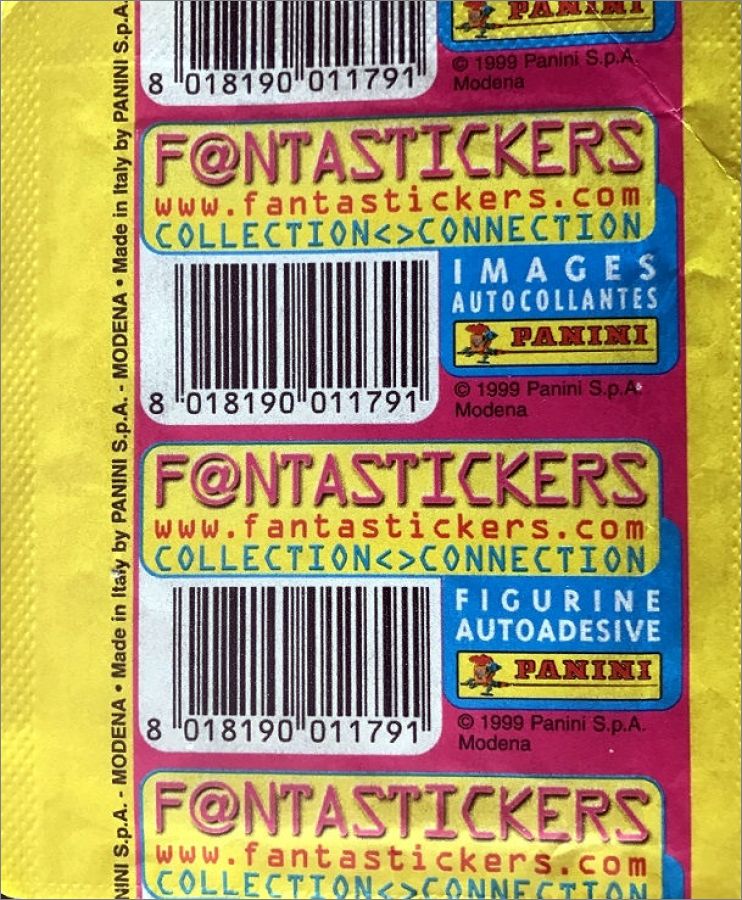 PANINI
© 1999 Panini S.p.A.
8 018190 011791
Modena
F@NTASTICKERS
www.fantastickers.com
COLLECTION<>CONNECTION
IMAGES
AUTOCOLLANTES
PANINI
© 1999 Panini S.p.A.
8 018190 011791
Modena
F@NTASTICKERS
www.fantastickers.com
COLLECTION<>CONNECTION
FIGURINE
AUTOADESIVE
PANINI
© 1999 Panini S.p.A.
8 018190 011791
Modena
F@NTASTICKERS
www.fantastickers.com
COLLECTION<>CONNECTION
NINI S.p.A. - MODENA • Made in Italy by PANINI S.p.A. - MODENA • Made in Italy by PANINI S.p.A.